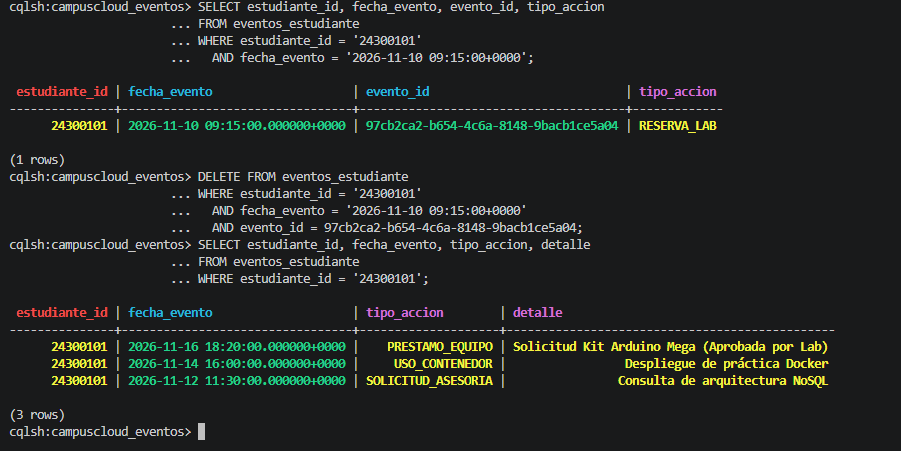 cqlsh:campuscloud_eventos> SELECT estudiante_id, fecha_evento, evento_id, tipo_accion
                       ... FROM eventos_estudiante
                       ... WHERE estudiante_id = '24300101'
                       ...   AND fecha_evento = '2026-11-10 09:15:00+0000';

 estudiante_id | fecha_evento                    | evento_id                            | tipo_accion
---------------+---------------------------------+--------------------------------------+-------------
      24300101 | 2026-11-10 09:15:00.000000+0000 | 97cb2ca2-b654-4c6a-8148-9bacb1ce5a04 | RESERVA_LAB

(1 rows)
cqlsh:campuscloud_eventos> DELETE FROM eventos_estudiante
                       ... WHERE estudiante_id = '24300101'
                       ...   AND fecha_evento = '2026-11-10 09:15:00+0000'
                       ...   AND evento_id = 97cb2ca2-b654-4c6a-8148-9bacb1ce5a04;
cqlsh:campuscloud_eventos> SELECT estudiante_id, fecha_evento, tipo_accion, detalle
                       ... FROM eventos_estudiante
                       ... WHERE estudiante_id = '24300101';

 estudiante_id | fecha_evento                    | tipo_accion        | detalle
---------------+---------------------------------+--------------------+-----------------------------------------------
      24300101 | 2026-11-16 18:20:00.000000+0000 |    PRESTAMO_EQUIPO | Solicitud Kit Arduino Mega (Aprobada por Lab)
      24300101 | 2026-11-14 16:00:00.000000+0000 |     USO_CONTENEDOR |                 Despliegue de práctica Docker
      24300101 | 2026-11-12 11:30:00.000000+0000 | SOLICITUD_ASESORIA |                Consulta de arquitectura NoSQL

(3 rows)
cqlsh:campuscloud_eventos>